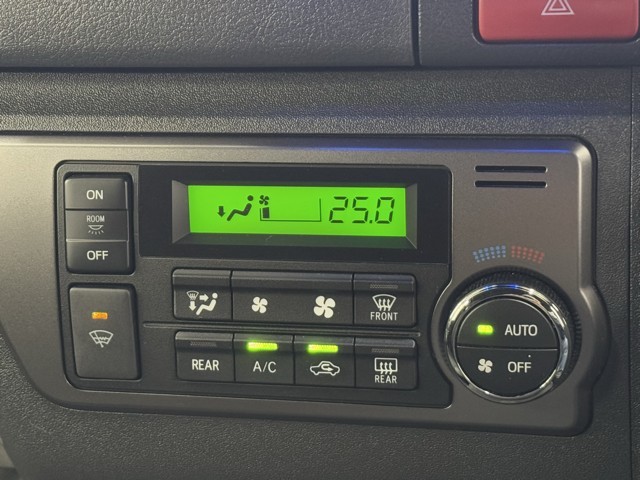 ON
ROOM
OFF
25.0
FRONT
REAR
A/C
REAR
AUTO
OFF